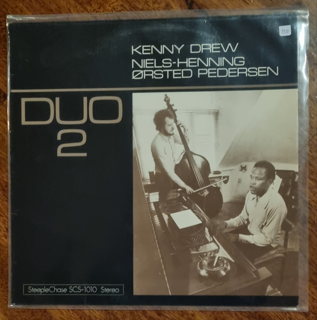 KENNY DREW
NIELS-HENNING
ØRSTED PEDERSEN
DUO
2
SteepleChase SCS-1010 Stereo